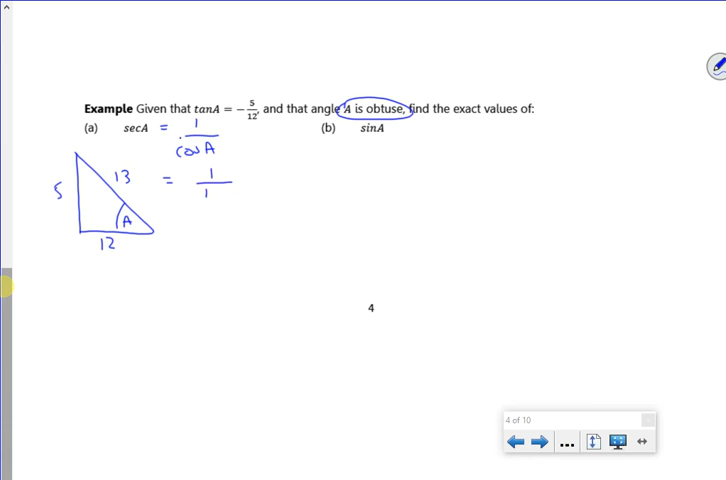 Example Given that tanA = −5/12, and that angle A is obtuse, find the exact values of:
(a) secA = 1/cosA (b) sinA
13
= 1/1
5
A
12
4
4 of 10
...